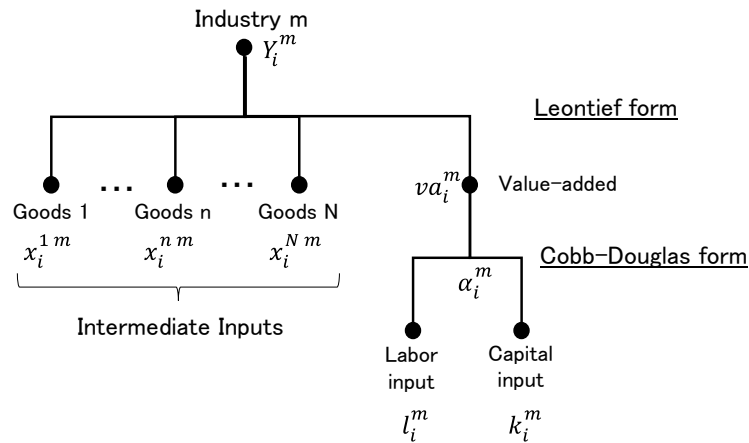 Industry m
Y_i^m
Leontief form
... ...
va_i^m Value-added
Goods 1 Goods n Goods N
x_i^{1 m} x_i^{n m} x_i^{N m}
Cobb-Douglas form
α_i^m
Intermediate Inputs
Labor input
Capital input
l_i^m k_i^m